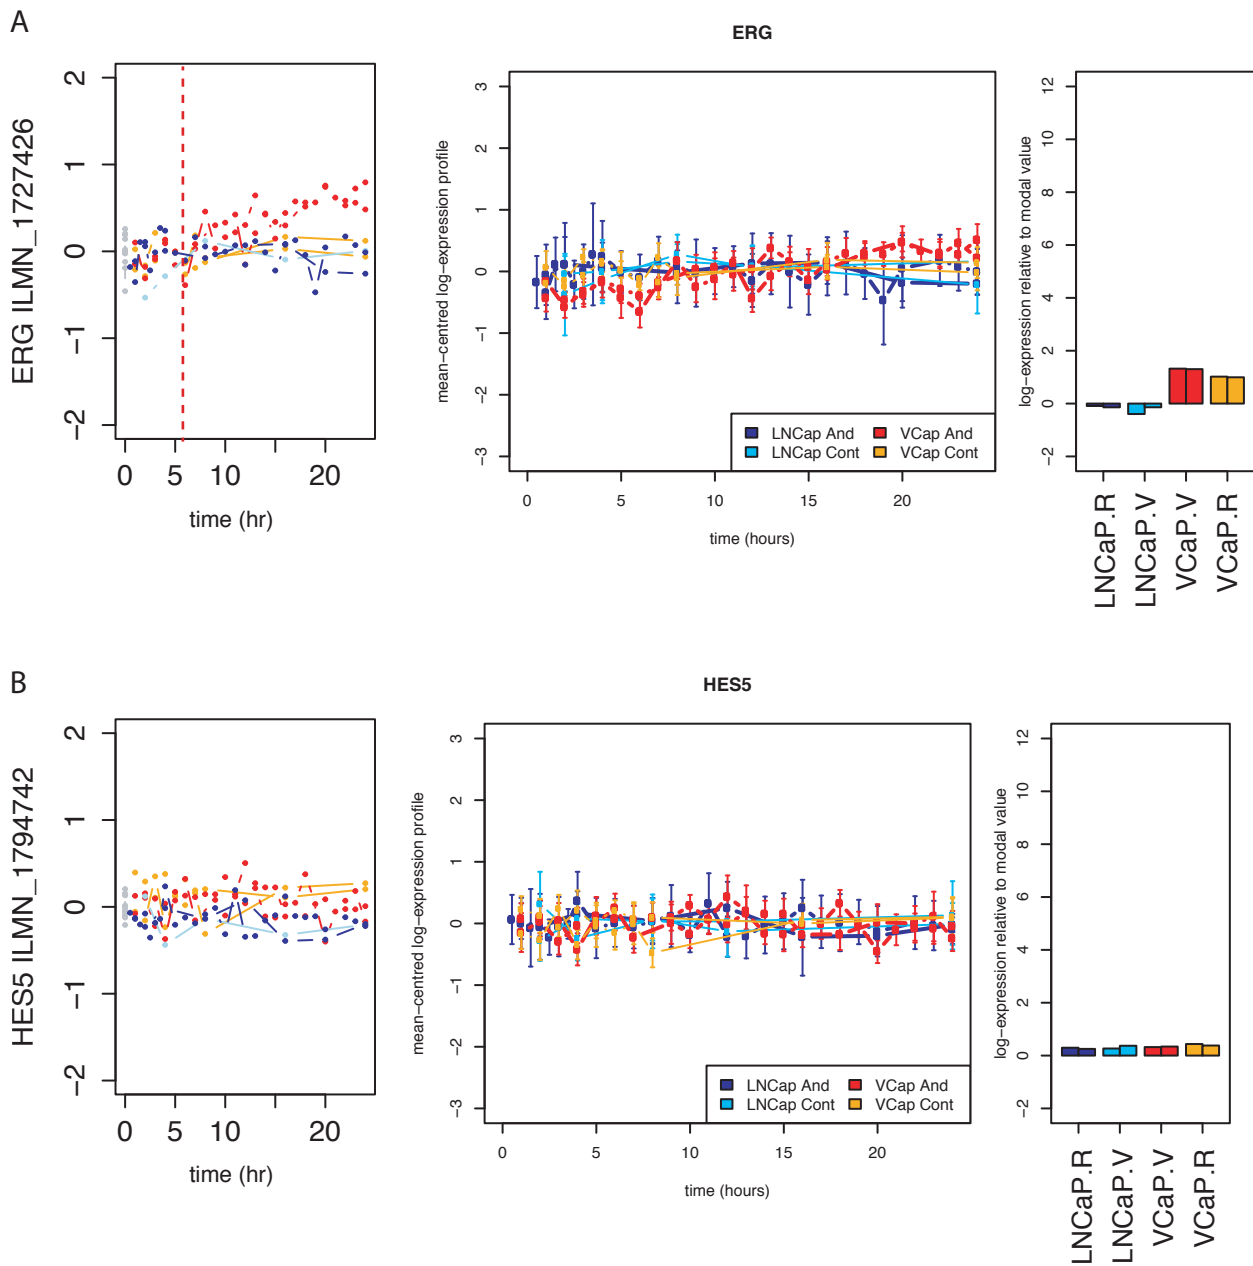 A
ERG
ERG ILMN_1727426
2
1
0
−1
−2
0 5 10 20
time (hr)
mean−centred log−expression profile
3
2
1
0
−1
−2
−3
LNCap And VCap And
LNCap Cont VCap Cont
0 5 10 15 20
time (hours)
log−expression relative to modal value
12
10
8
6
4
2
0
−2
LNCaP.R
LNCaP.V
VCaP.V
VCaP.R
B
HES5
HES5 ILMN_1794742
2
1
0
−1
−2
0 5 10 20
time (hr)
mean−centred log−expression profile
3
2
1
0
−1
−2
−3
LNCap And VCap And
LNCap Cont VCap Cont
0 5 10 15 20
time (hours)
log−expression relative to modal value
12
10
8
6
4
2
0
−2
LNCaP.R
LNCaP.V
VCaP.V
VCaP.R